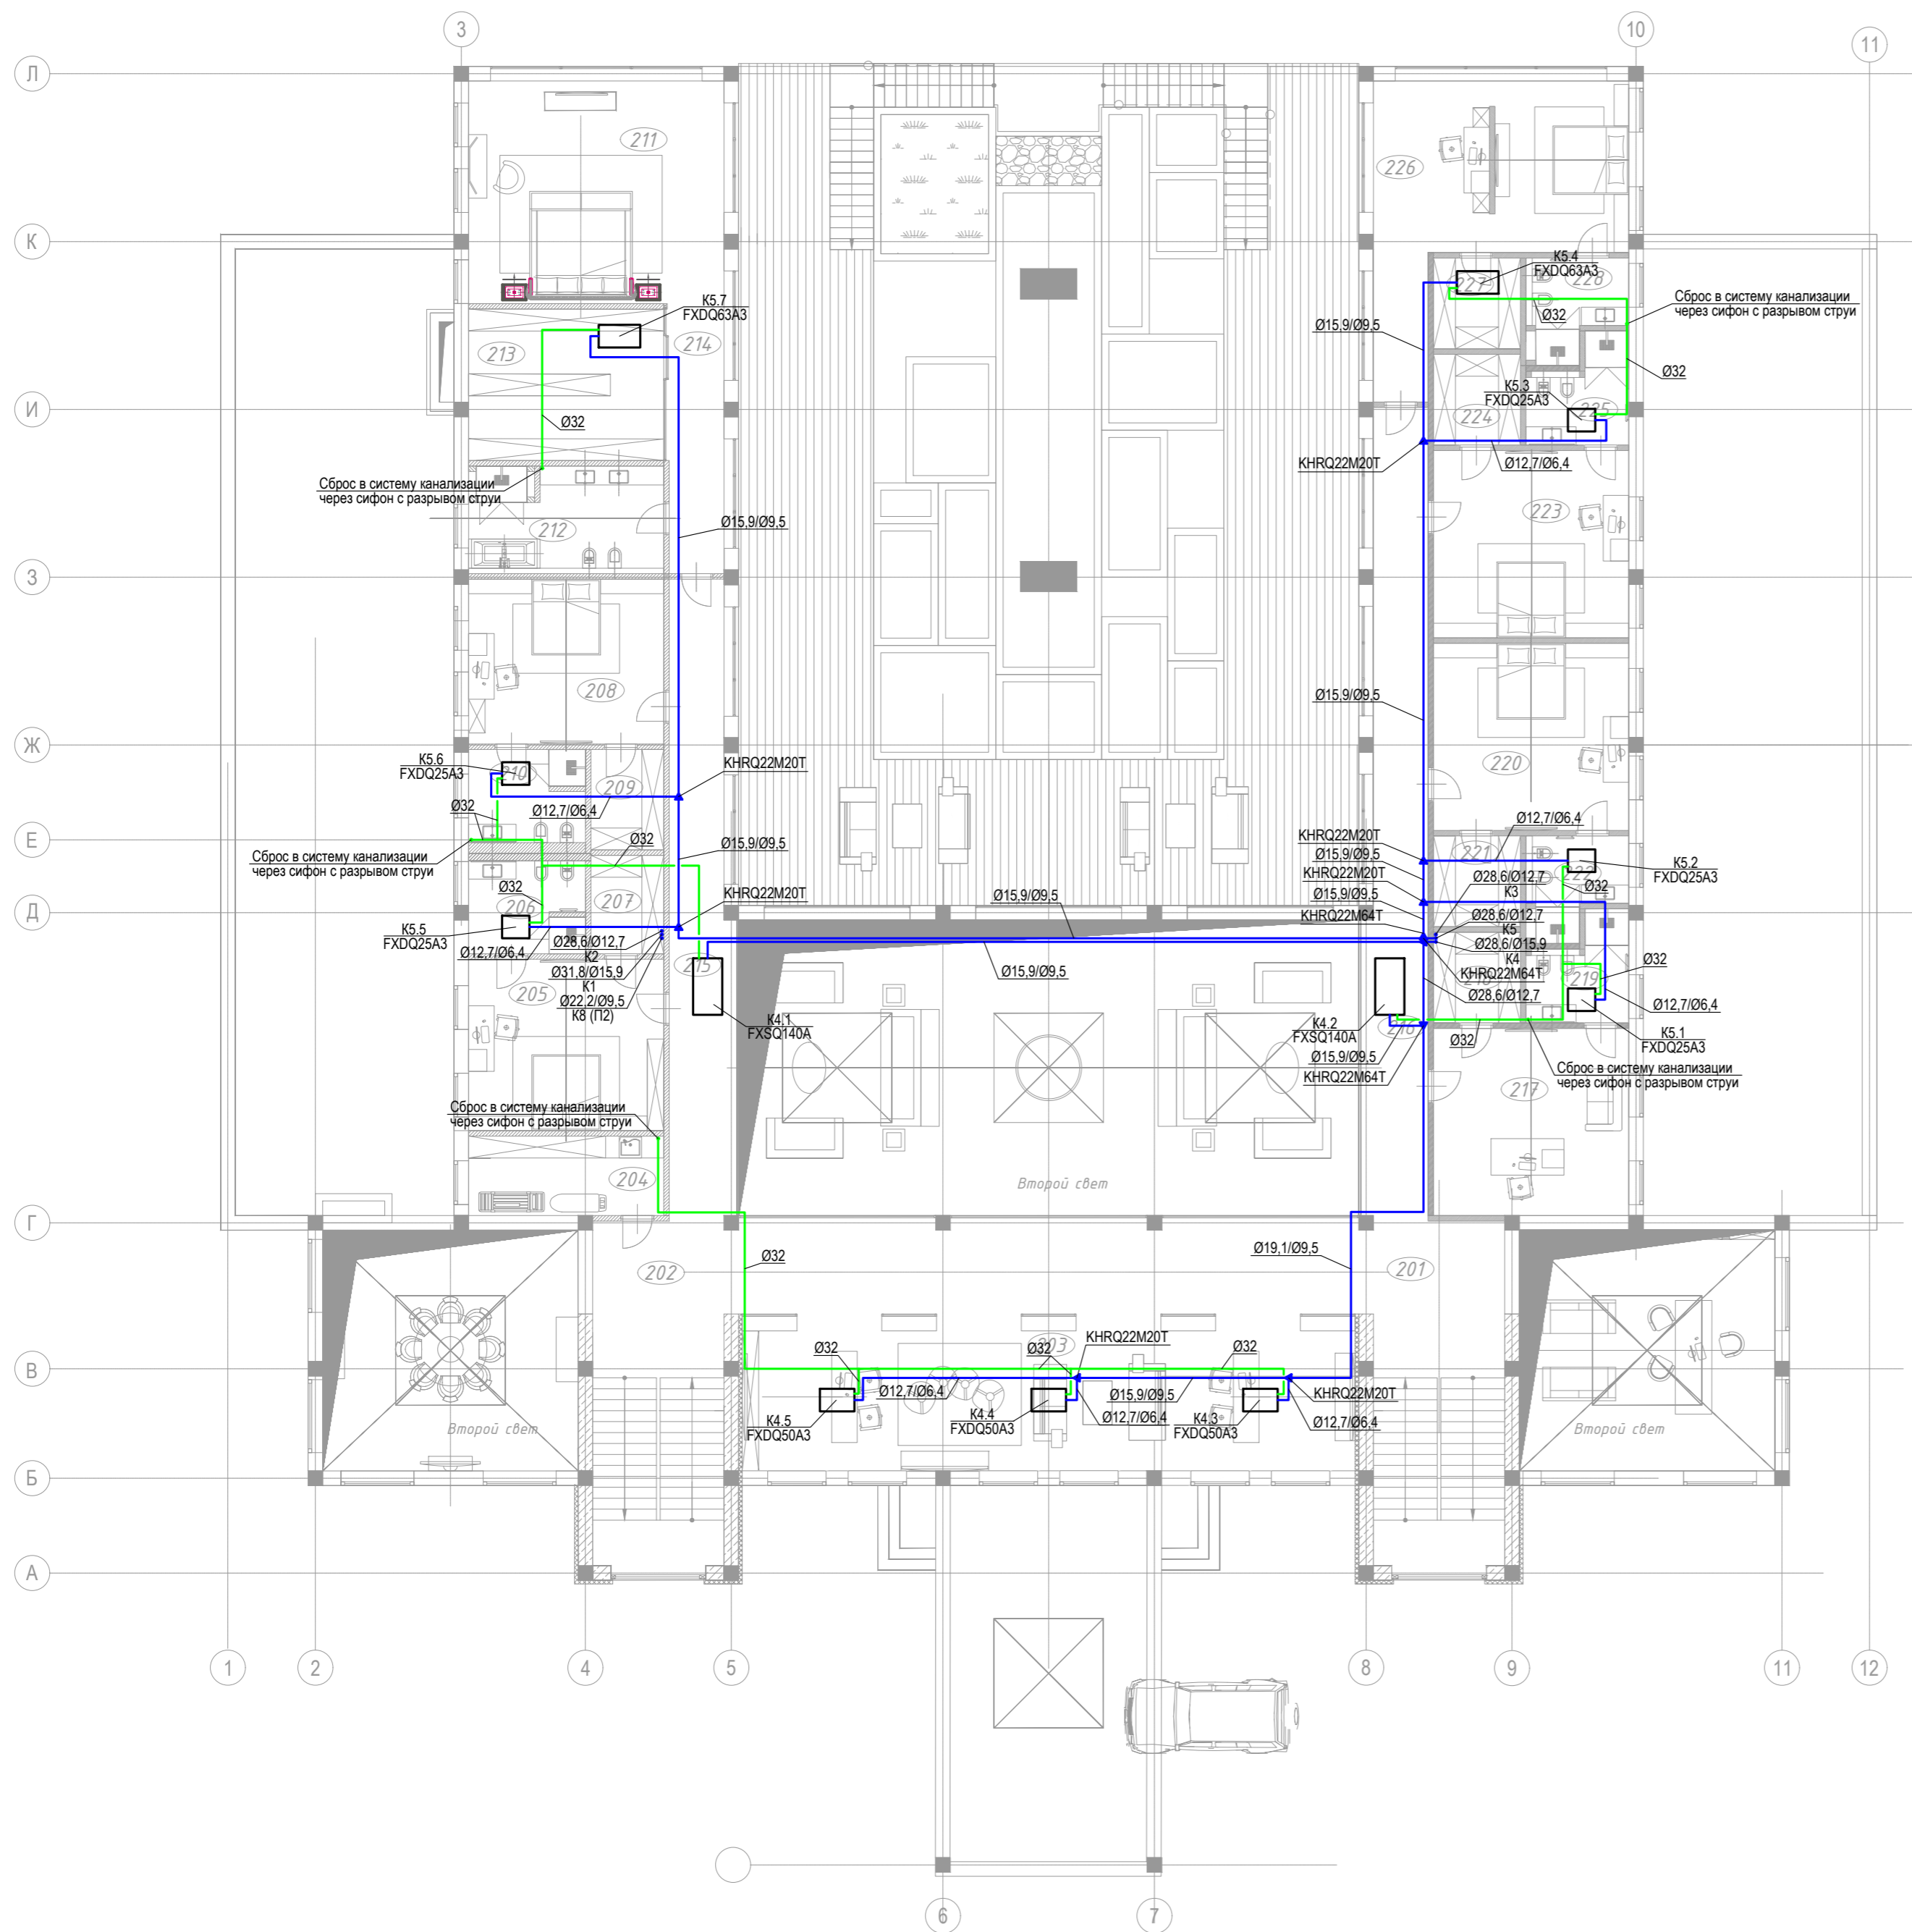 3
10
11
Л
211
226
К
К5.4
FXDQ63A3
227
228
Сброс в систему канализации
через сифон с разрывом струи
Ø32
К5.7
FXDQ63A3
Ø15,9/Ø9,5
214
213
Ø32
К5.3
FXDQ25A3
И
225
224
Ø32
KHRQ22M20T
Ø12,7/Ø6,4
Сброс в систему канализации
через сифон с разрывом струи
223
212
Ø15,9/Ø9,5
З
208
Ø15,9/Ø9,5
Ж
К5.6
FXDQ25A3
KHRQ22M20T
220
210
209
Ø32
Ø12,7/Ø6,4
Ø12,7/Ø6,4
Е
KHRQ22M20T
Ø32
Ø15,9/Ø9,5
221
Сброс в систему канализации
через сифон с разрывом струи
Ø15,9/Ø9,5
К5.2
FXDQ25A3
KHRQ22M20T
Ø28,6/Ø12,7
К3
222
Ø32
Ø32
KHRQ22M20T
Ø15,9/Ø9,5
Ø15,9/Ø9,5
206
207
Д
KHRQ22M64T
Ø28,6/Ø12,7
К5
К5.5
FXDQ25A3
Ø12,7/Ø6,4
Ø28,6/Ø12,7
К2
Ø28,6/Ø15,9
К4
Ø32
215
Ø31,8/Ø15,9
К1
Ø15,9/Ø9,5
KHRQ22M64T
218
219
205
Ø22,2/Ø9,5
К8 (П2)
Ø28,6/Ø12,7
Ø12,7/Ø6,4
К4.1
FXSQ140A
К4.2
FXSQ140A
216
Ø32
К5.1
FXDQ25A3
Ø15,9/Ø9,5
KHRQ22M64T
Сброс в систему канализации
через сифон с разрывом струи
217
Сброс в систему канализации
через сифон с разрывом струи
204
Второй свет
Г
Ø32
Ø19,1/Ø9,5
202
201
Ø32
203
Ø32
KHRQ22M20T
Ø32
В
Ø12,7/Ø6,4
Ø15,9/Ø9,5
KHRQ22M20T
К4.5
FXDQ50A3
К4.4
FXDQ50A3
Ø12,7/Ø6,4
К4.3
FXDQ50A3
Ø12,7/Ø6,4
Второй свет
Второй свет
Б
А
1
2
4
5
8
9
11
12
6
7